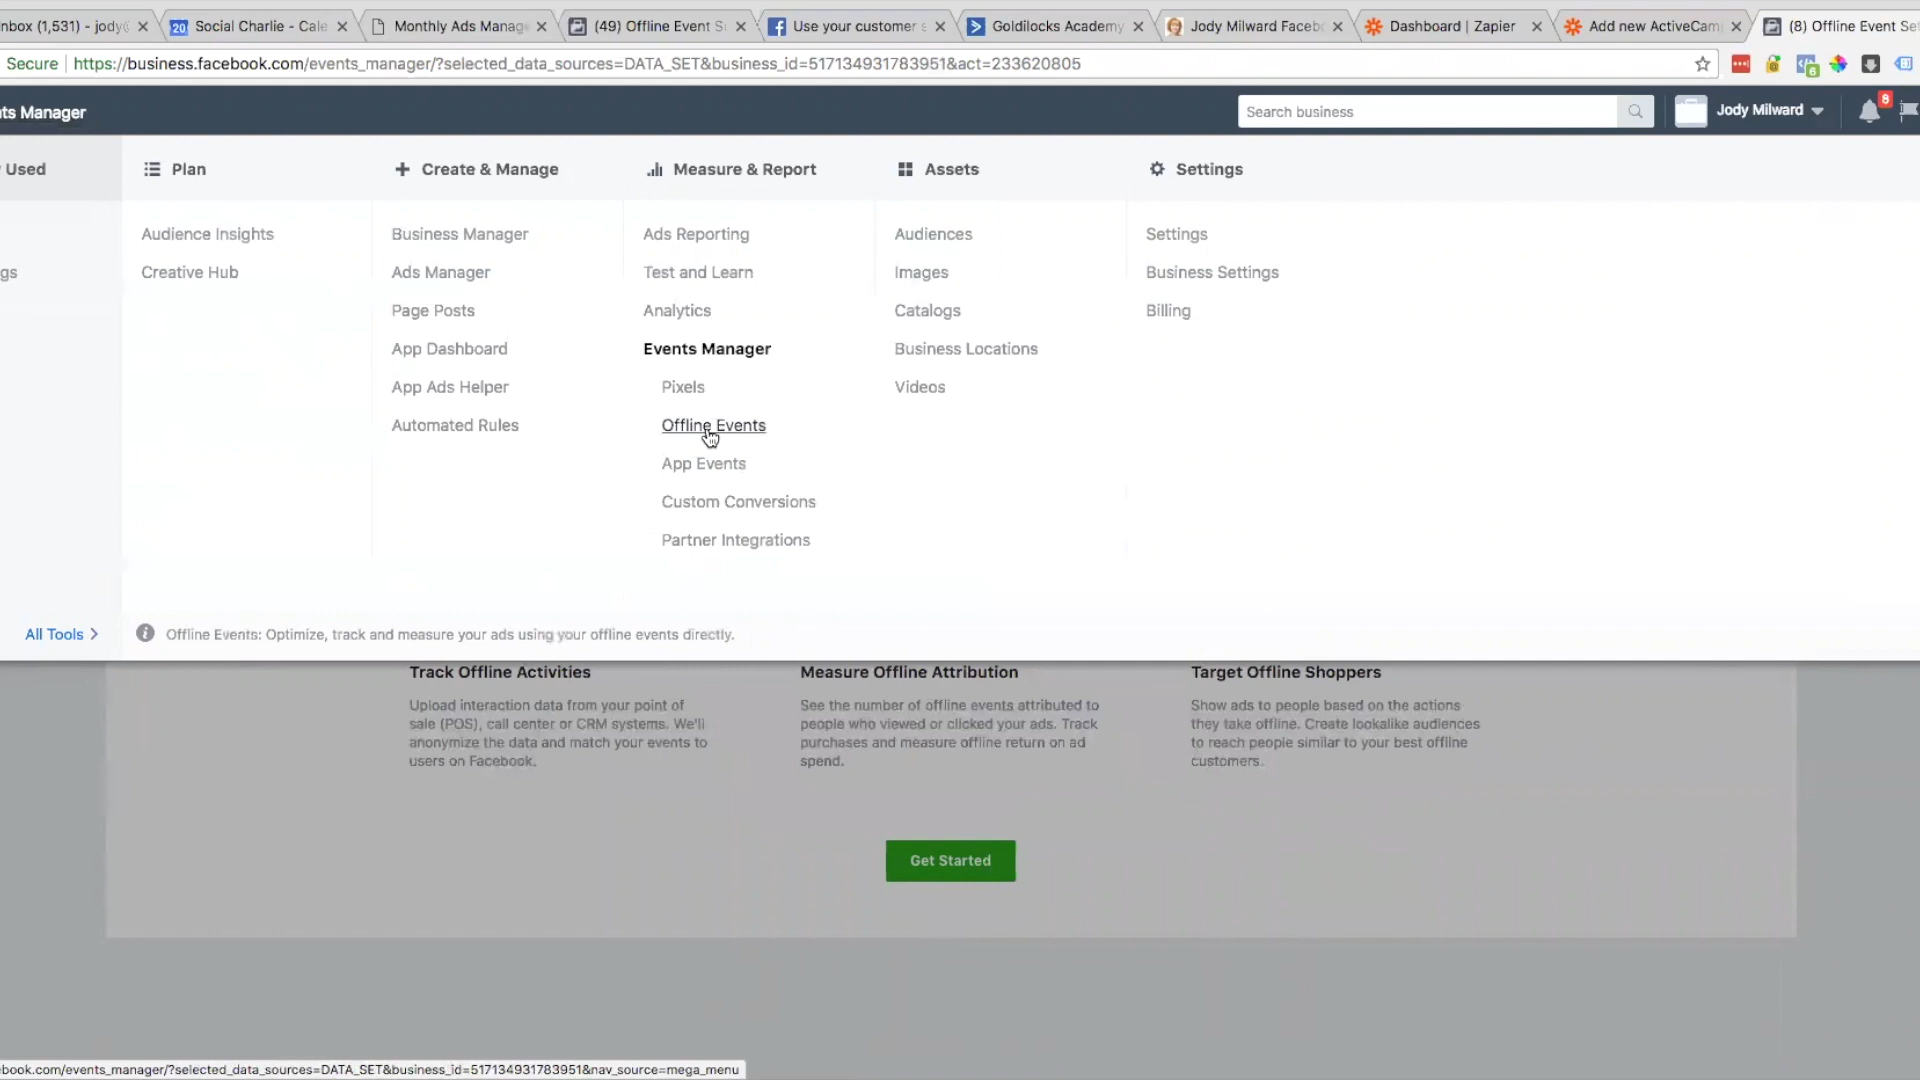 nbox (1,531) - jody@
20 Social Charlie - Cale
Monthly Ads Manage
(49) Offline Event S
Use your customer s
Goldilocks Academy
Jody Milward Facebo
Dashboard | Zapier
Add new ActiveCam
(8) Offline Event Set
Secure https://business.facebook.com/events_manager/?selected_data_sources=DATA_SET&business_id=517134931783951&act=233620805
6
ts Manager
Search business
Jody Milward
8
Used
Plan
Create & Manage
Measure & Report
Assets
Settings
gs
Audience Insights
Creative Hub
Business Manager
Ads Manager
Page Posts
App Dashboard
App Ads Helper
Automated Rules
Ads Reporting
Test and Learn
Analytics
Events Manager
Pixels
Offline Events
App Events
Custom Conversions
Partner Integrations
Audiences
Images
Catalogs
Business Locations
Videos
Settings
Business Settings
Billing
All Tools
Offline Events: Optimize, track and measure your ads using your offline events directly.
Track Offline Activities
Upload interaction data from your point of
sale (POS), call center or CRM systems. We'll
anonymize the data and match your events to
users on Facebook.
Measure Offline Attribution
See the number of offline events attributed to
people who viewed or clicked your ads. Track
purchases and measure offline return on ad
spend.
Target Offline Shoppers
Show ads to people based on the actions
they take offline. Create lookalike audiences
to reach people similar to your best offline
customers.
Get Started
book.com/events_manager/?selected_data_sources=DATA_SET&business_id=517134931783951&nav_source=mega_menu